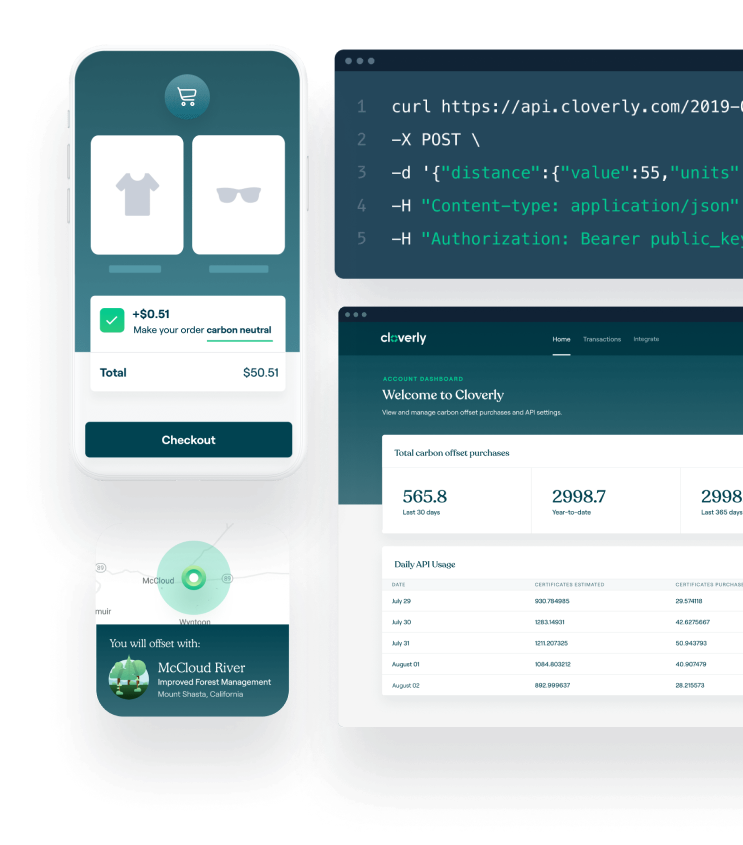 +$0.51
Make your order carbon neutral
Total $50.51
Checkout
89
McCloud
89
muir
Wyntoon
You will offset with:
McCloud River
Improved Forest Management
Mount Shasta, California
1 curl https://api.cloverly.com/2019-
2 -X POST \
3 -d '{"distance":{"value":55,"units"
4 -H "Content-type: application/json"
5 -H "Authorization: Bearer public_key
cloverly
Home Transactions Integrate
ACCOUNT DASHBOARD
Welcome to Cloverly
View and manage carbon offset purchases and API settings.
Total carbon offset purchases
565.8 2998.7 2998
Last 30 days Year-to-date Last 365 days
Daily API Usage
DATE CERTIFICATES ESTIMATED CERTIFICATES PURCHASE
July 29 930.784985 29.574118
July 30 1283.14931 42.6275667
July 31 1211.207325 50.943793
August 01 1084.803212 40.907479
August 02 892.999637 28.215573